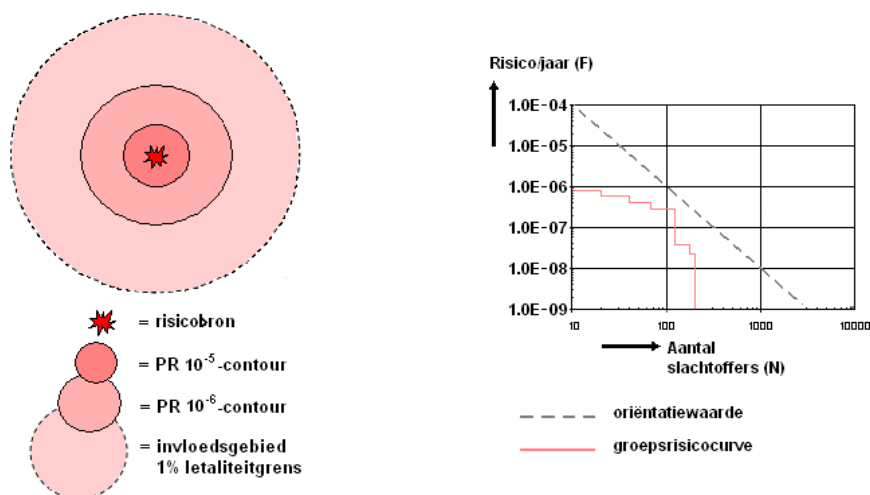 = risicobron
= PR 10⁻⁵-contour
= PR 10⁻⁶-contour
= invloedsgebied
1% letaliteitgrens
Risico/jaar (F)
1.0E-04
1.0E-05
1.0E-06
1.0E-07
1.0E-08
1.0E-09
10 100 1000 10000
Aantal
slachtoffers (N)
oriëntatiewaarde
groepsrisicocurve